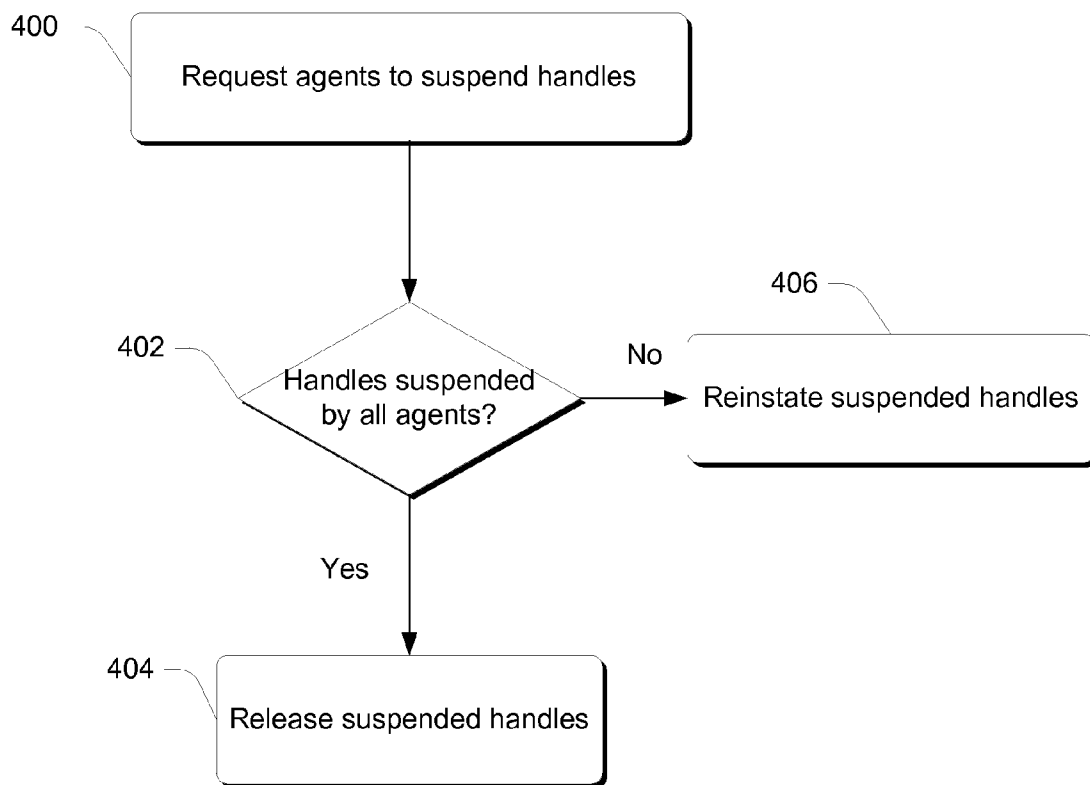 400
Request agents to suspend handles
406
402
No
Handles suspended
by all agents?
Reinstate suspended handles
Yes
404
Release suspended handles